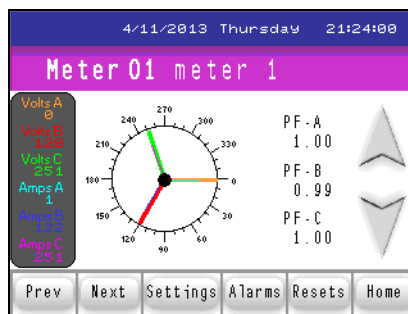 4/11/2013 Thursday 21:24:00
Meter 01 meter 1
Volts A
0
Volts B
120
Volts C
251
Amps A
1
Amps B
122
Amps C
251
270
240
300
210
330
180
0
150
30
120
60
90
PF-A
1.00
PF-B
0.99
PF-C
1.00
Prev Next Settings Alarms Resets Home